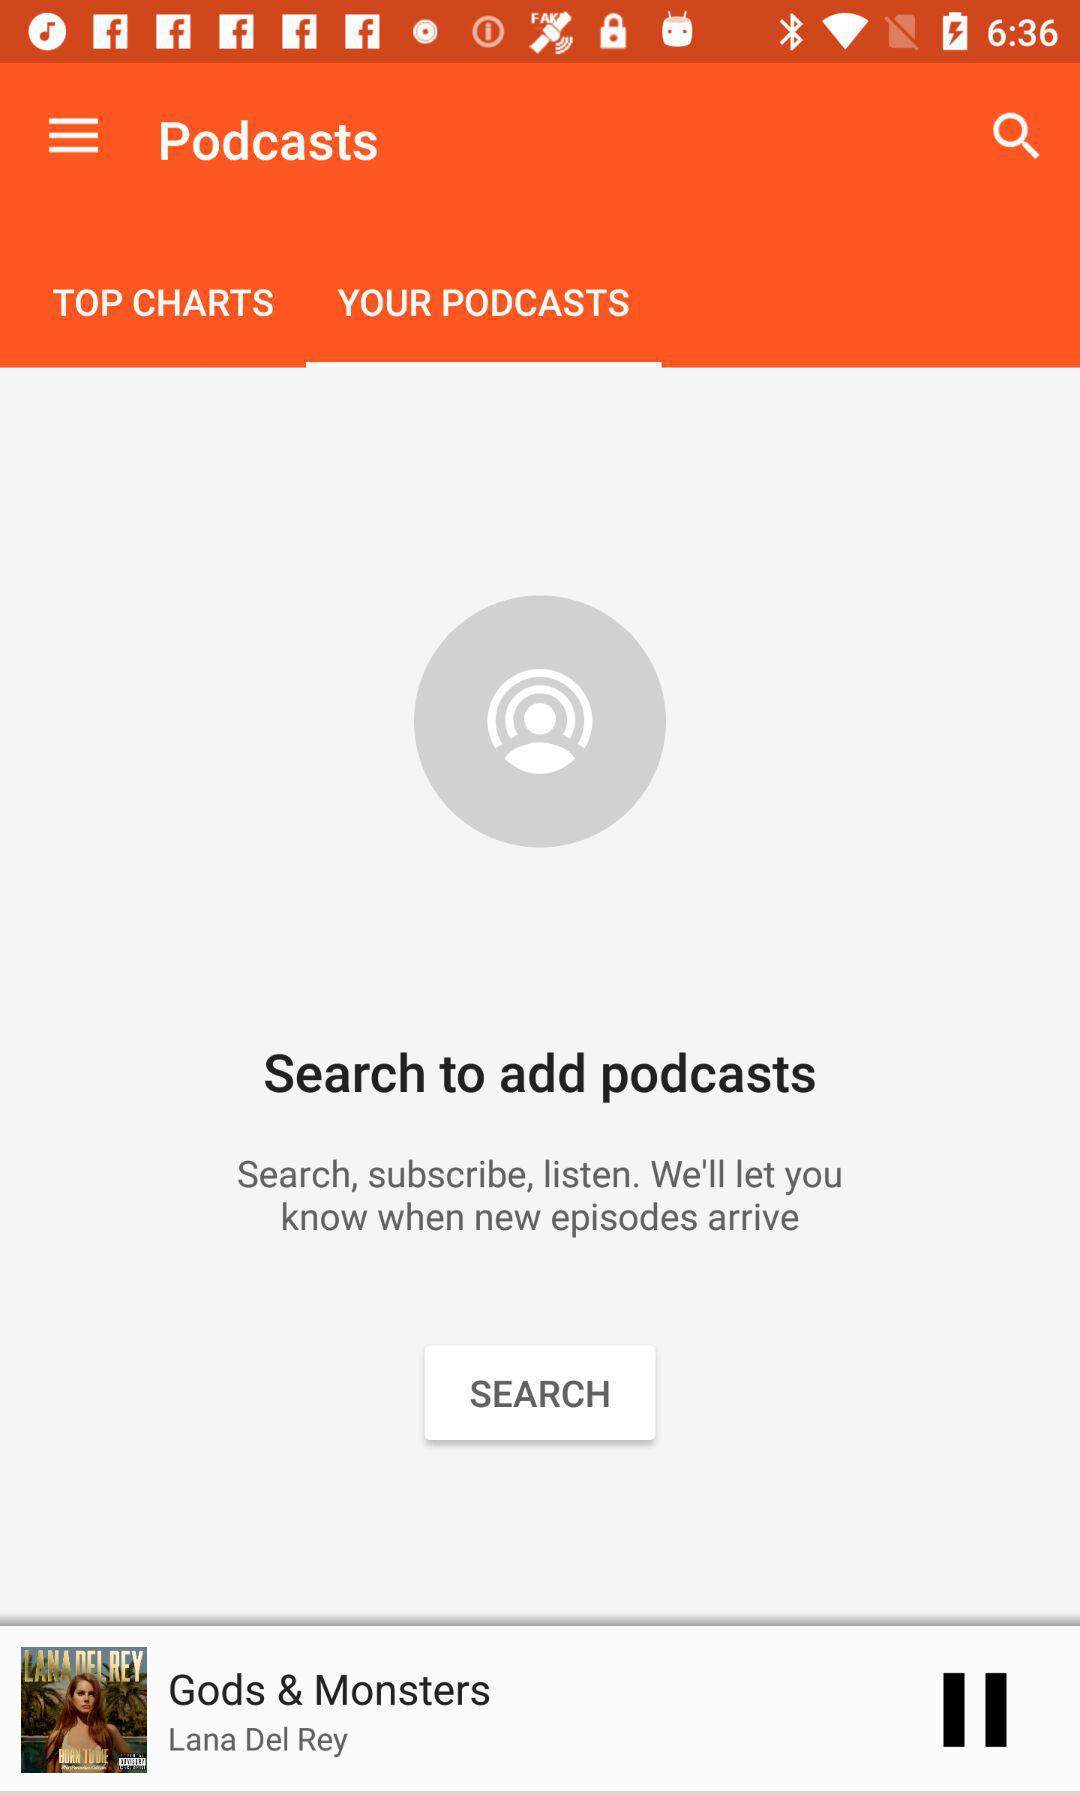 FAKE
6:36
Podcasts
TOP CHARTS
YOUR PODCASTS
Search to add podcasts
Search, subscribe, listen. We'll let you
know when new episodes arrive
SEARCH
LANA DEL REY
BORN TO DIE
Gods & Monsters
Lana Del Rey